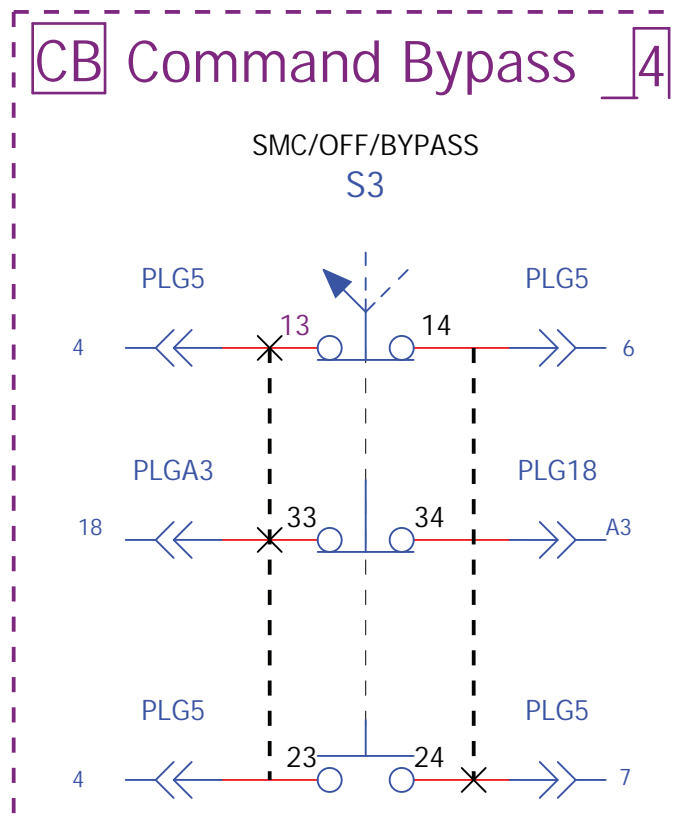 CB Command Bypass _4
SMC/OFF/BYPASS
S3
PLG5 PLG5
4 13 14 6
PLGA3 PLG18
18 33 34 A3
PLG5 PLG5
4 23 24 7